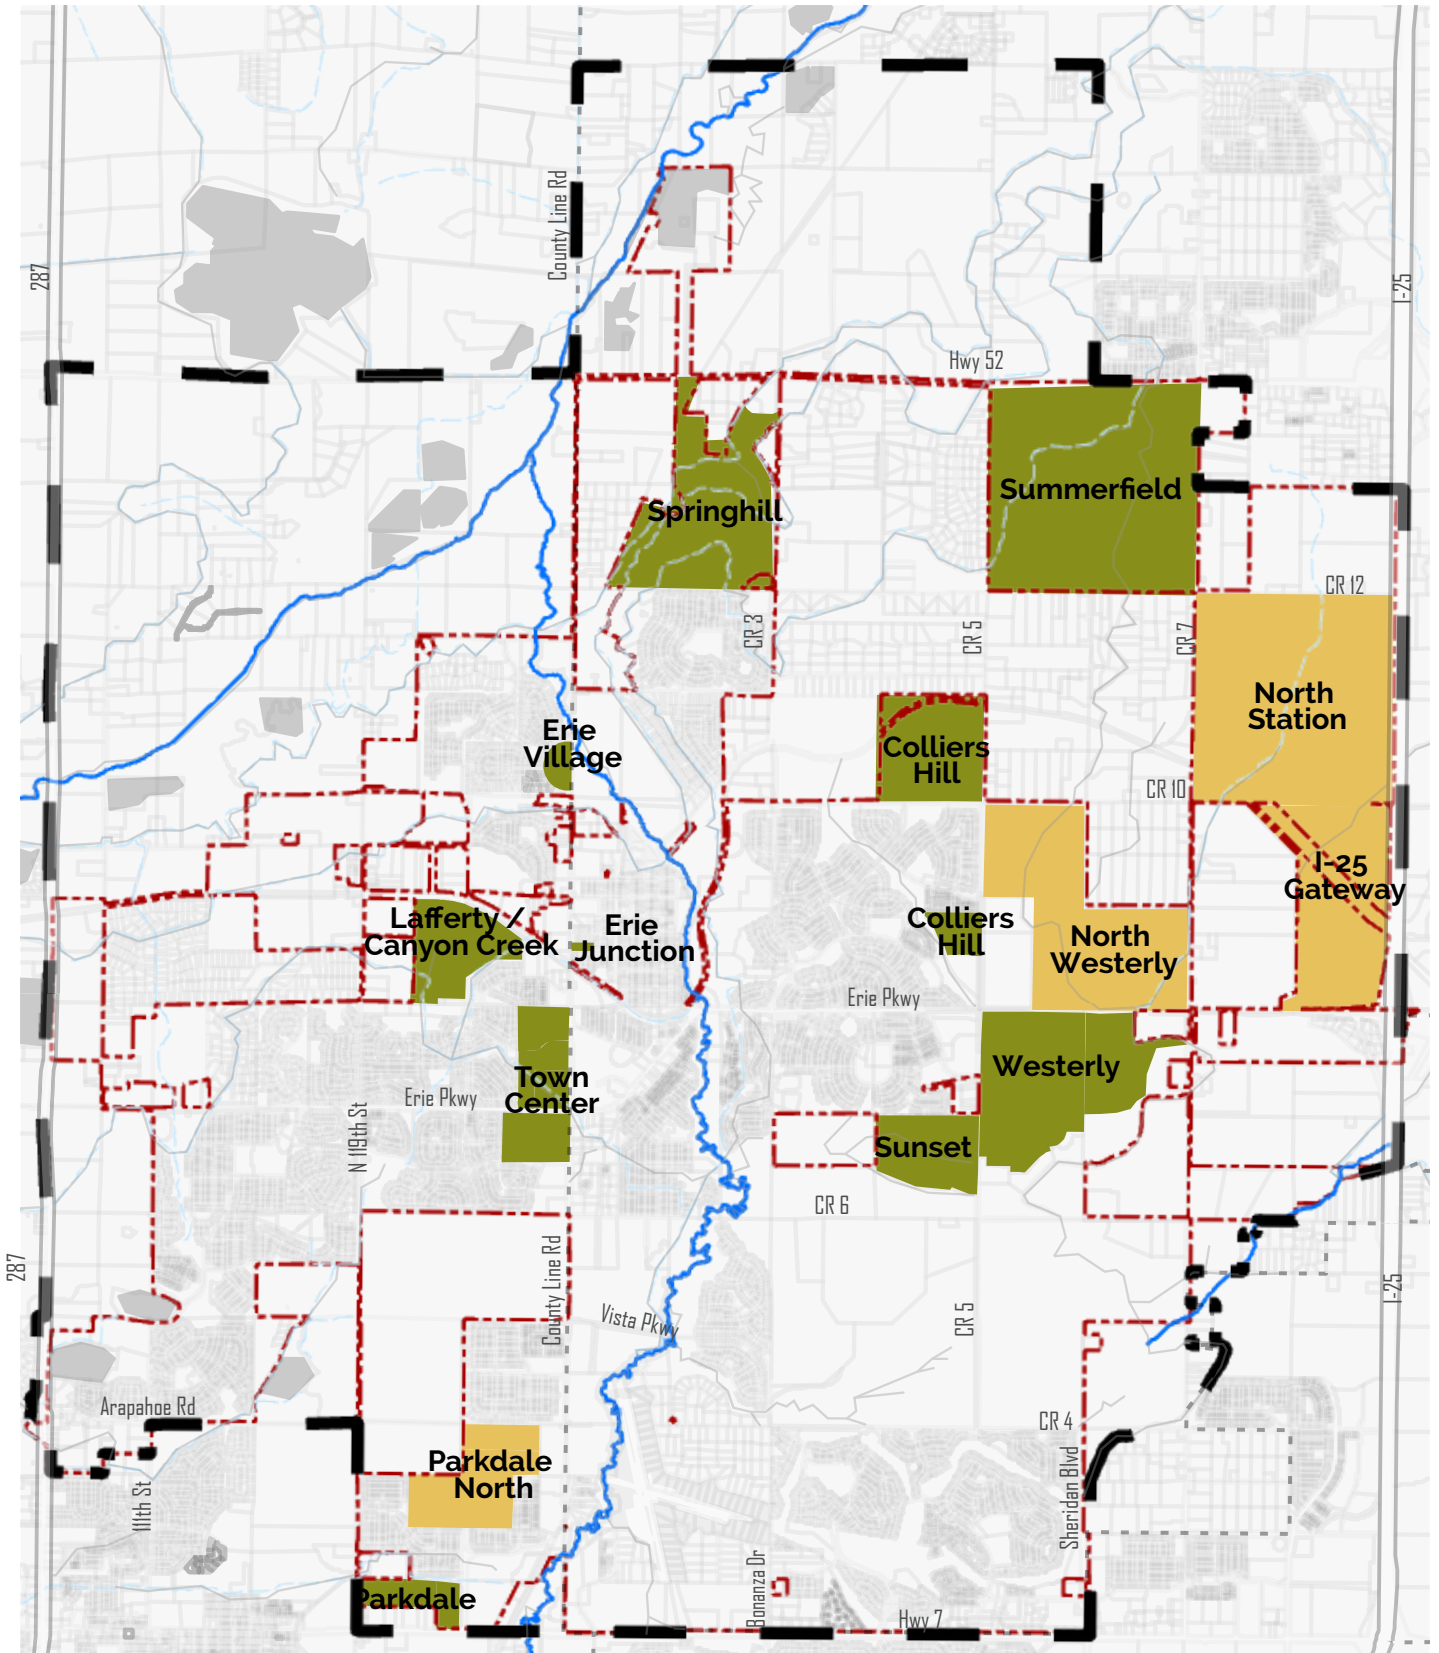 County Line Rd
287
I-25
Hwy 52
Summerfield
Springhill
CR 12
CR 3
CR 5
CR 7
North
Station
Erie
Village
Colliers
Hill
CR 10
I-25
Gateway
Lafferty /
Canyon Creek
Erie
Junction
Colliers
Hill
North
Westerly
Erie Pkwy
Westerly
Town
Center
Erie Pkwy
N 119th St
Sunset
CR 6
287
County Line Rd
I-25
Vista Pkwy
CR 5
Arapahoe Rd
CR 4
Parkdale
North
111th St
Sheridan Blvd
Bonanza Dr
Parkdale
Hwy 7